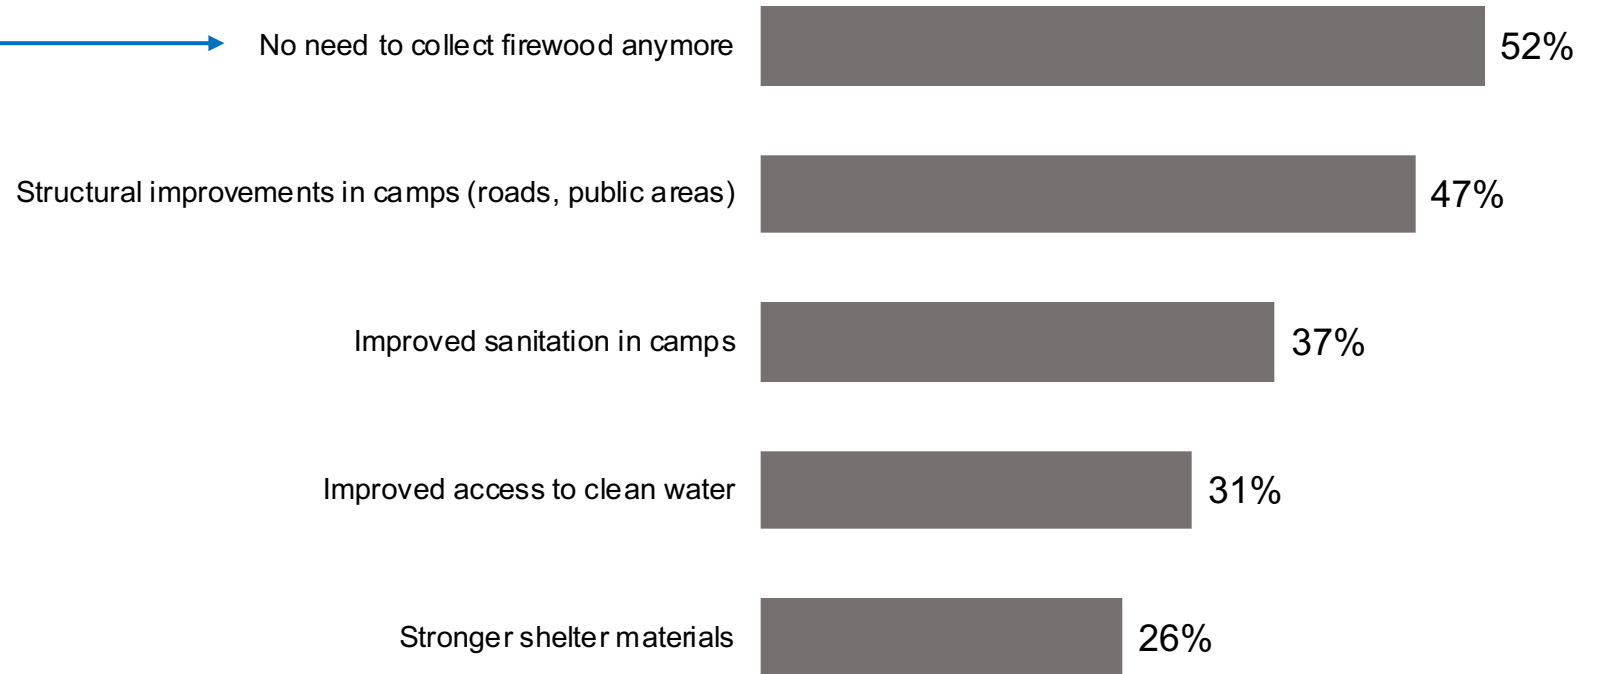 No need to collect firewood anymore 52%
Structural improvements in camps (roads, public areas) 47%
Improved sanitation in camps 37%
Improved access to clean water 31%
Stronger shelter materials 26%